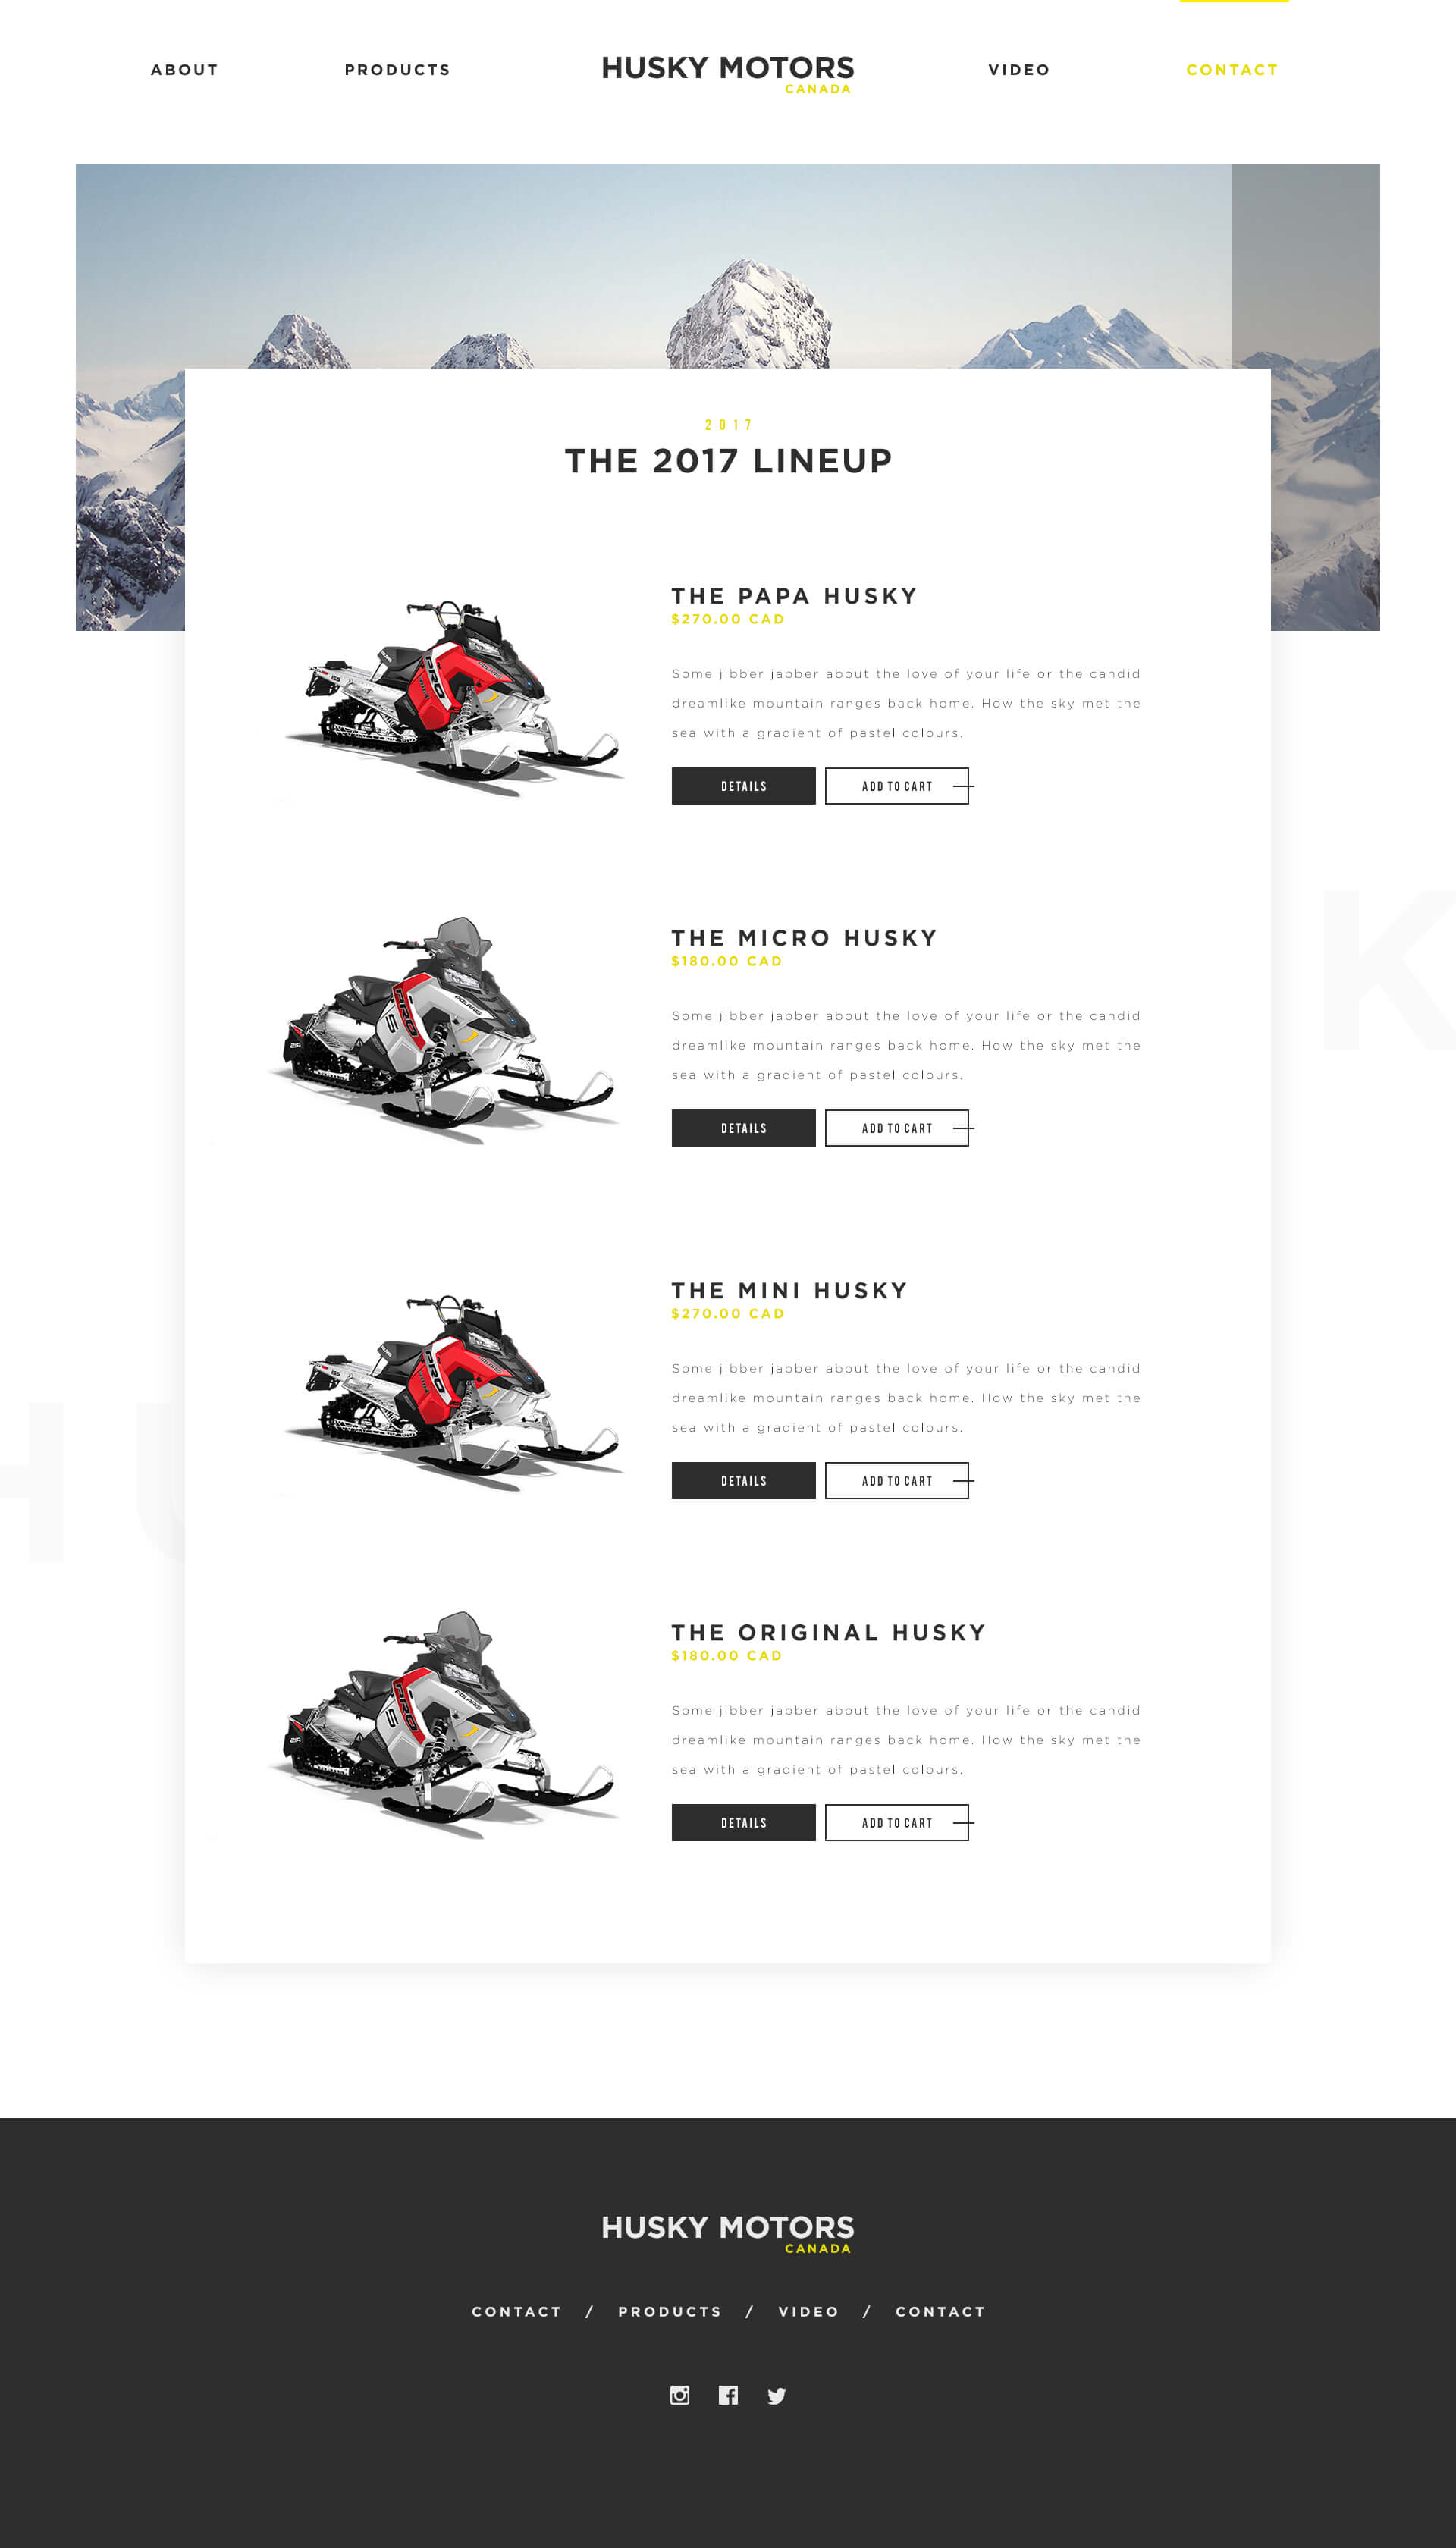 ABOUT
PRODUCTS
HUSKY MOTORS
CANADA
VIDEO
CONTACT
2017
THE 2017 LINEUP
THE PAPA HUSKY
$270.00 CAD
Some jibber jabber about the love of your life or the candid
dreamlike mountain ranges back home. How the sky met the
sea with a gradient of pastel colours.
DETAILS
ADD TO CART
PRO
THE MICRO HUSKY
$180.00 CAD
Some jibber jabber about the love of your life or the candid
dreamlike mountain ranges back home. How the sky met the
sea with a gradient of pastel colours.
DETAILS
ADD TO CART
PRO
S
POLARIS
K
THE MINI HUSKY
$270.00 CAD
Some jibber jabber about the love of your life or the candid
dreamlike mountain ranges back home. How the sky met the
sea with a gradient of pastel colours.
DETAILS
ADD TO CART
PRO
HU
THE ORIGINAL HUSKY
$180.00 CAD
Some jibber jabber about the love of your life or the candid
dreamlike mountain ranges back home. How the sky met the
sea with a gradient of pastel colours.
DETAILS
ADD TO CART
PRO
S
POLARIS
HUSKY MOTORS
CANADA
CONTACT / PRODUCTS / VIDEO / CONTACT